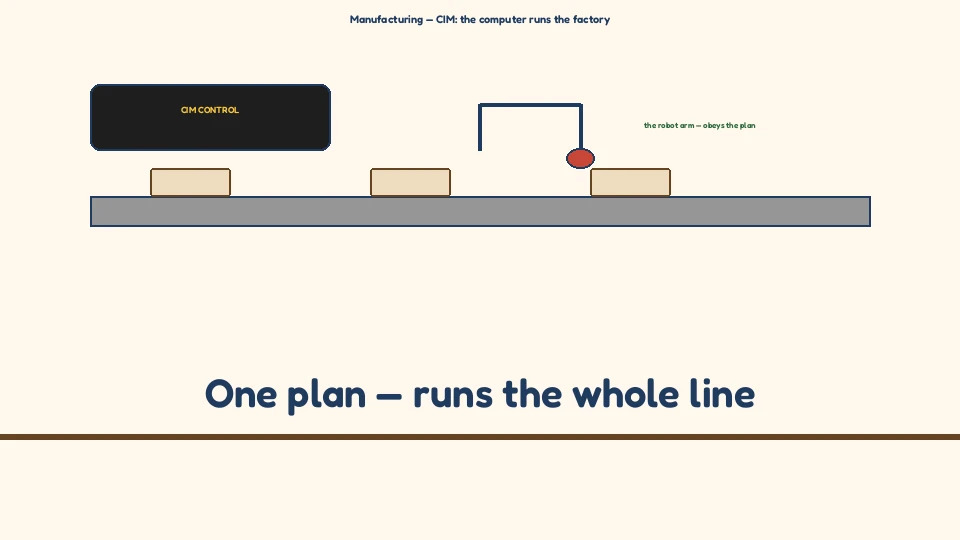 Manufacturing — CIM: the computer runs the factory
CIM CONTROL
the robot arm — obeys the plan
One plan — runs the whole line